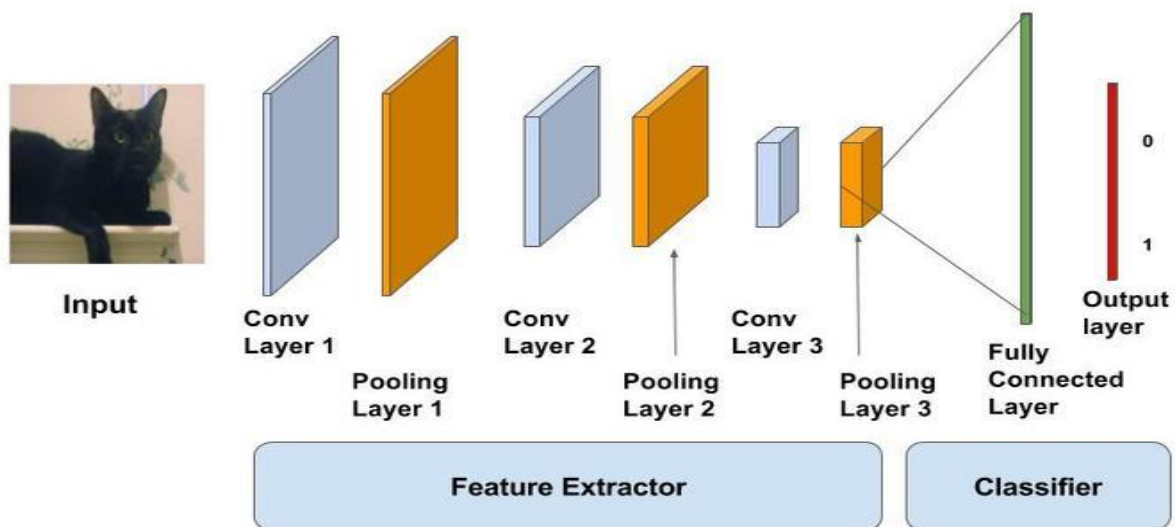 Input
Conv
Layer 1
Pooling
Layer 1
Conv
Layer 2
Pooling
Layer 2
Conv
Layer 3
Pooling
Layer 3
Fully
Connected
Layer
0
1
Output
layer
Feature Extractor
Classifier